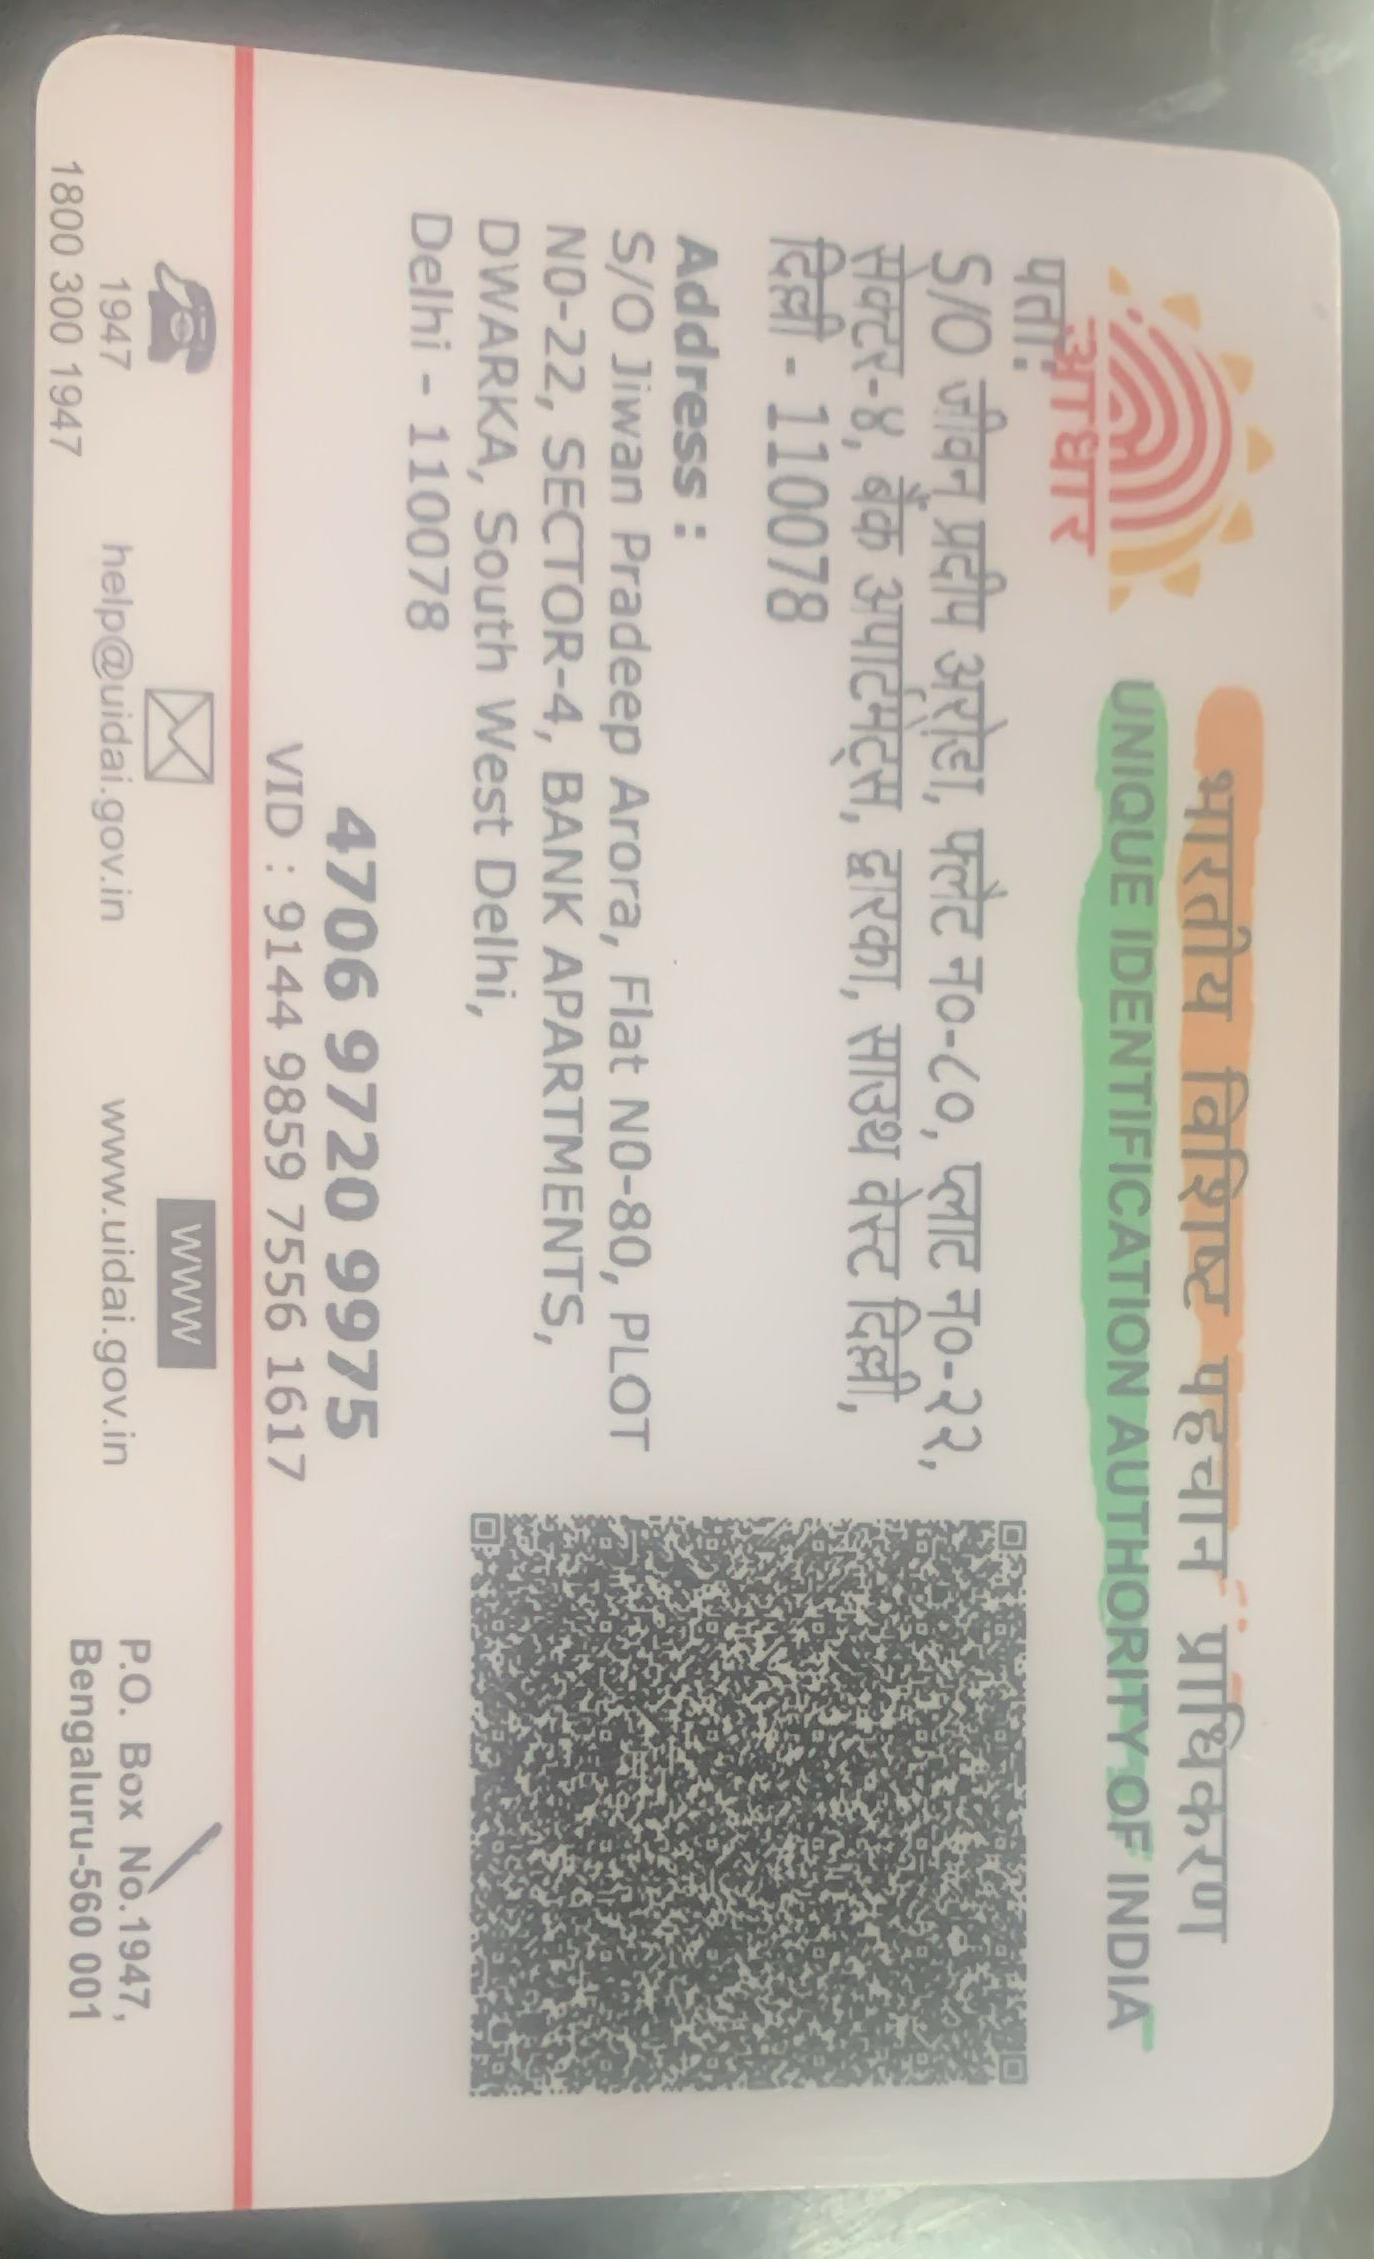 भारतीय विशिष्ट पहचान प्राधिकरण
UNIQUE IDENTIFICATION AUTHORITY OF INDIA
आधार
पता:
S/O जीवन प्रदीप अरोड़ा, फ्लैट न०-८०, प्लाट न०-२२,
सेक्टर-४, बैंक अपार्टमेंट्स, द्वारका, साउथ वेस्ट दिल्ली,
दिल्ली - 110078
Address :
S/O Jiwan Pradeep Arora, Flat N0-80, PLOT
N0-22, SECTOR-4, BANK APARTMENTS,
DWARKA, South West Delhi,
Delhi - 110078
4706 9720 9975
VID : 9144 9859 7556 1617
1947
1800 300 1947
help@uidai.gov.in
www
www.uidai.gov.in
P.O. Box No.1947,
Bengaluru-560 001